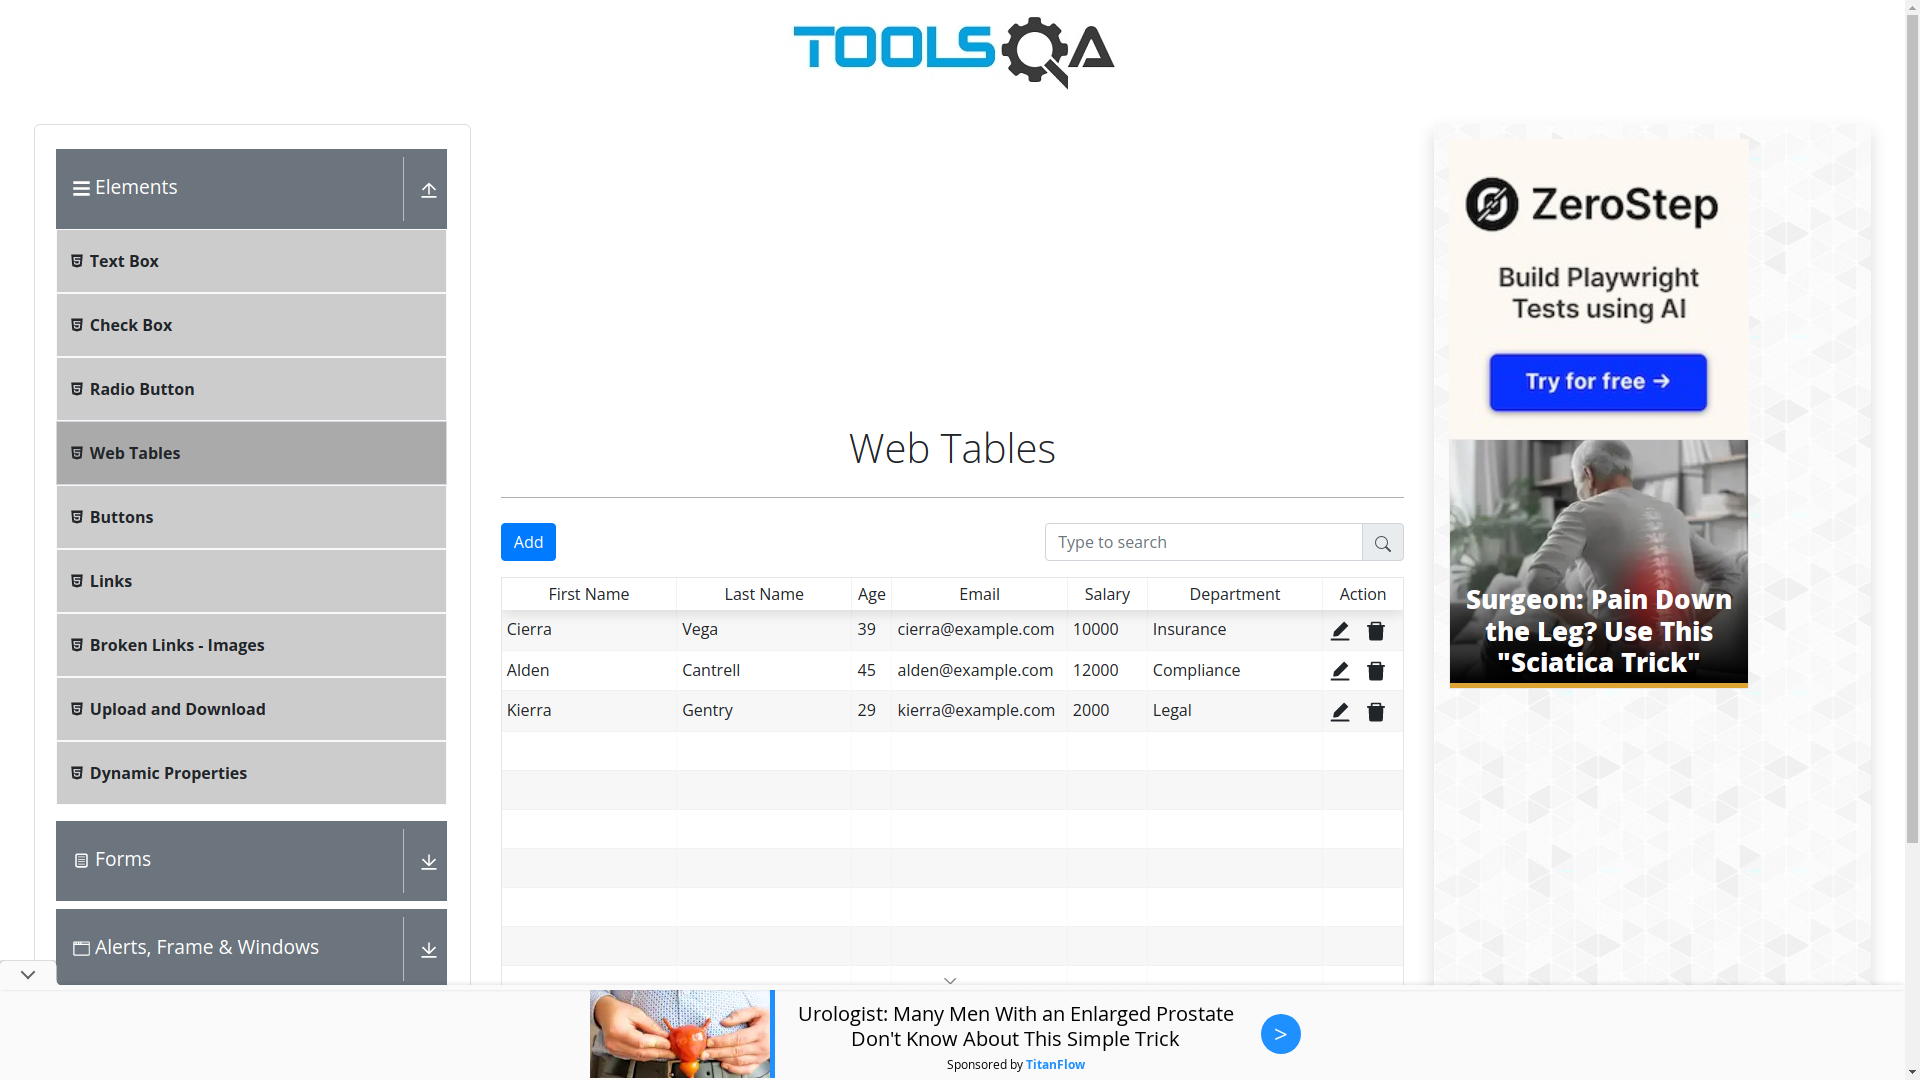 TOOLSQA
Elements
Text Box
Check Box
Radio Button
Web Tables
Buttons
Links
Broken Links - Images
Upload and Download
Dynamic Properties
Forms
Alerts, Frame & Windows
Web Tables
Add
Type to search
First Name Last Name Age Email Salary Department Action
Cierra Vega 39 cierra@example.com 10000 Insurance
Alden Cantrell 45 alden@example.com 12000 Compliance
Kierra Gentry 29 kierra@example.com 2000 Legal
ZeroStep
Build Playwright
Tests using AI
Try for free →
Surgeon: Pain Down
the Leg? Use This
"Sciatica Trick"
Urologist: Many Men With an Enlarged Prostate
Don't Know About This Simple Trick
Sponsored by TitanFlow
>